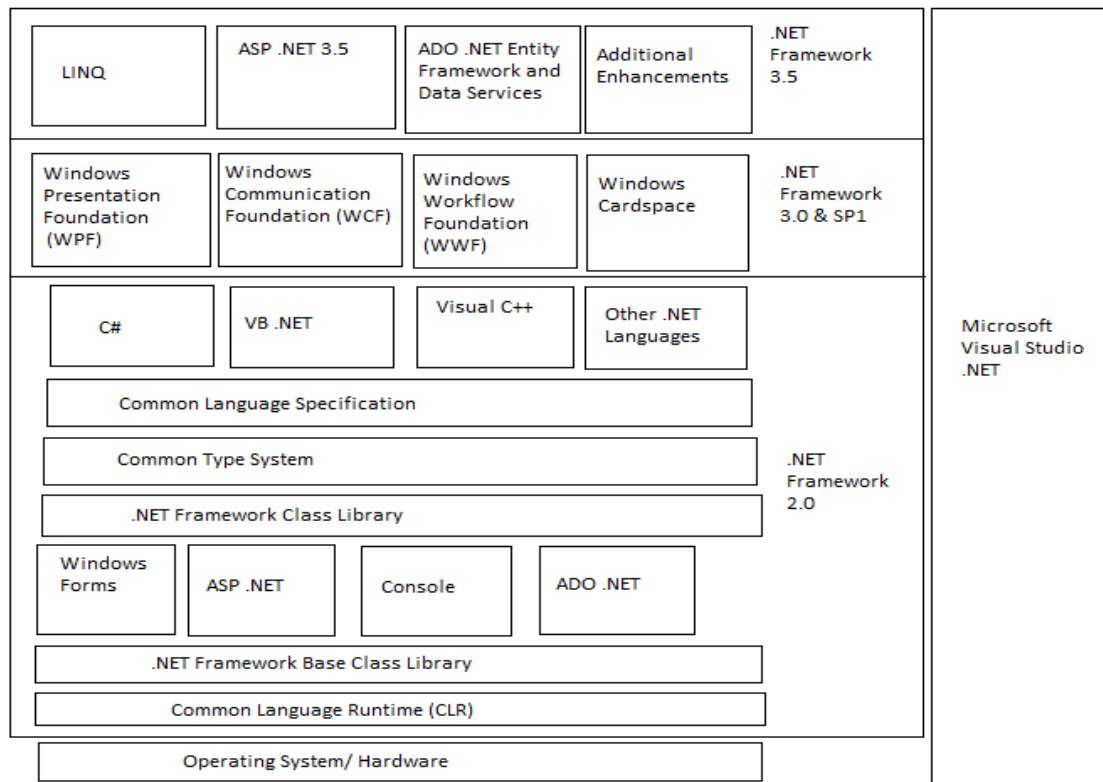 LINQ
ASP .NET 3.5
ADO .NET Entity
Framework and
Data Services
Additional
Enhancements
.NET
Framework
3.5
Windows
Presentation
Foundation
(WPF)
Windows
Communication
Foundation (WCF)
Windows
Workflow
Foundation
(WWF)
Windows
Cardspace
.NET
Framework
3.0 & SP1
C#
VB .NET
Visual C++
Other .NET
Languages
Common Language Specification
Common Type System
.NET Framework Class Library
.NET
Framework
2.0
Windows
Forms
ASP .NET
Console
ADO .NET
.NET Framework Base Class Library
Common Language Runtime (CLR)
Operating System/ Hardware
Microsoft
Visual Studio
.NET